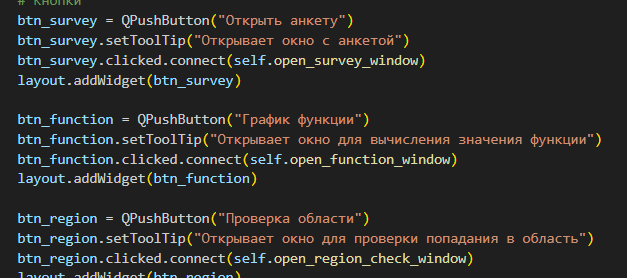 # Кнопки
btn_survey = QPushButton("Открыть анкету")
btn_survey.setToolTip("Открывает окно с анкетой")
btn_survey.clicked.connect(self.open_survey_window)
layout.addWidget(btn_survey)
btn_function = QPushButton("График функции")
btn_function.setToolTip("Открывает окно для вычисления значения функции")
btn_function.clicked.connect(self.open_function_window)
layout.addWidget(btn_function)
btn_region = QPushButton("Проверка области")
btn_region.setToolTip("Открывает окно для проверки попадания в область")
btn_region.clicked.connect(self.open_region_check_window)
layout.addWidget(btn_region)